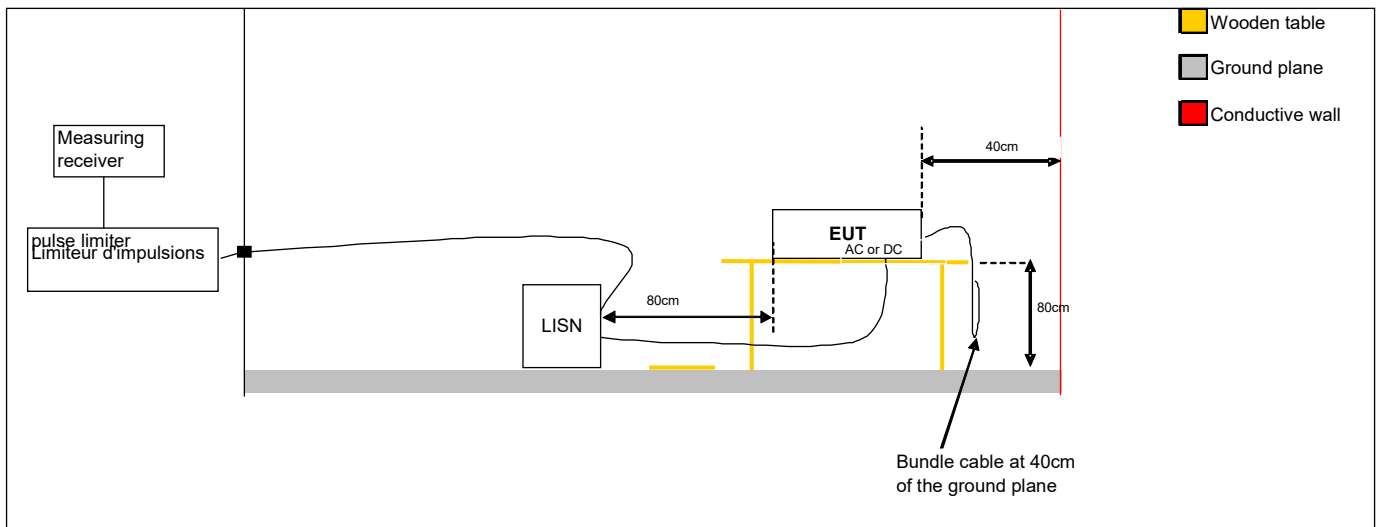 Wooden table
Ground plane
Conductive wall
Measuring
receiver
40cm
pulse limiter
Limiteur d'impulsions
EUT
AC or DC
80cm
80cm
LISN
Bundle cable at 40cm
of the ground plane